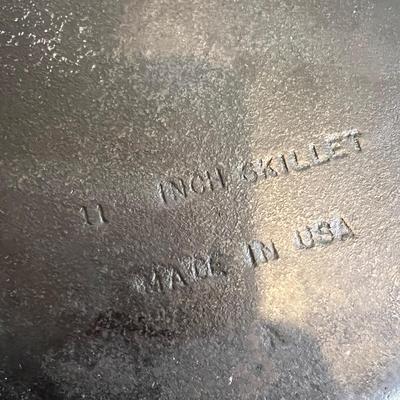 11 INCH SKILLET
MADE IN USA